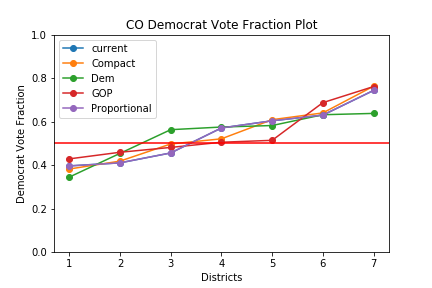 CO Democrat Vote Fraction Plot
1.0
0.8
0.6
0.4
0.2
0.0
Democrat Vote Fraction
current
Compact
Dem
GOP
Proportional
1 2 3 4 5 6 7
Districts